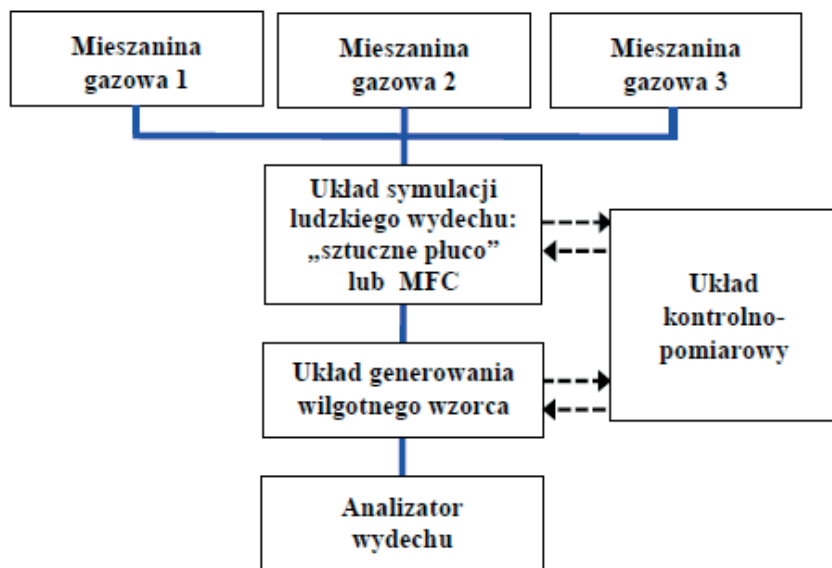 Mieszanina
gazowa 1
Mieszanina
gazowa 2
Mieszanina
gazowa 3
Układ symulacji
ludzkiego wydechu:
„sztuczne płuco”
lub MFC
Układ
kontrolno-
pomiarowy
Układ generowania
wilgotnego wzorca
Analizator
wydechu